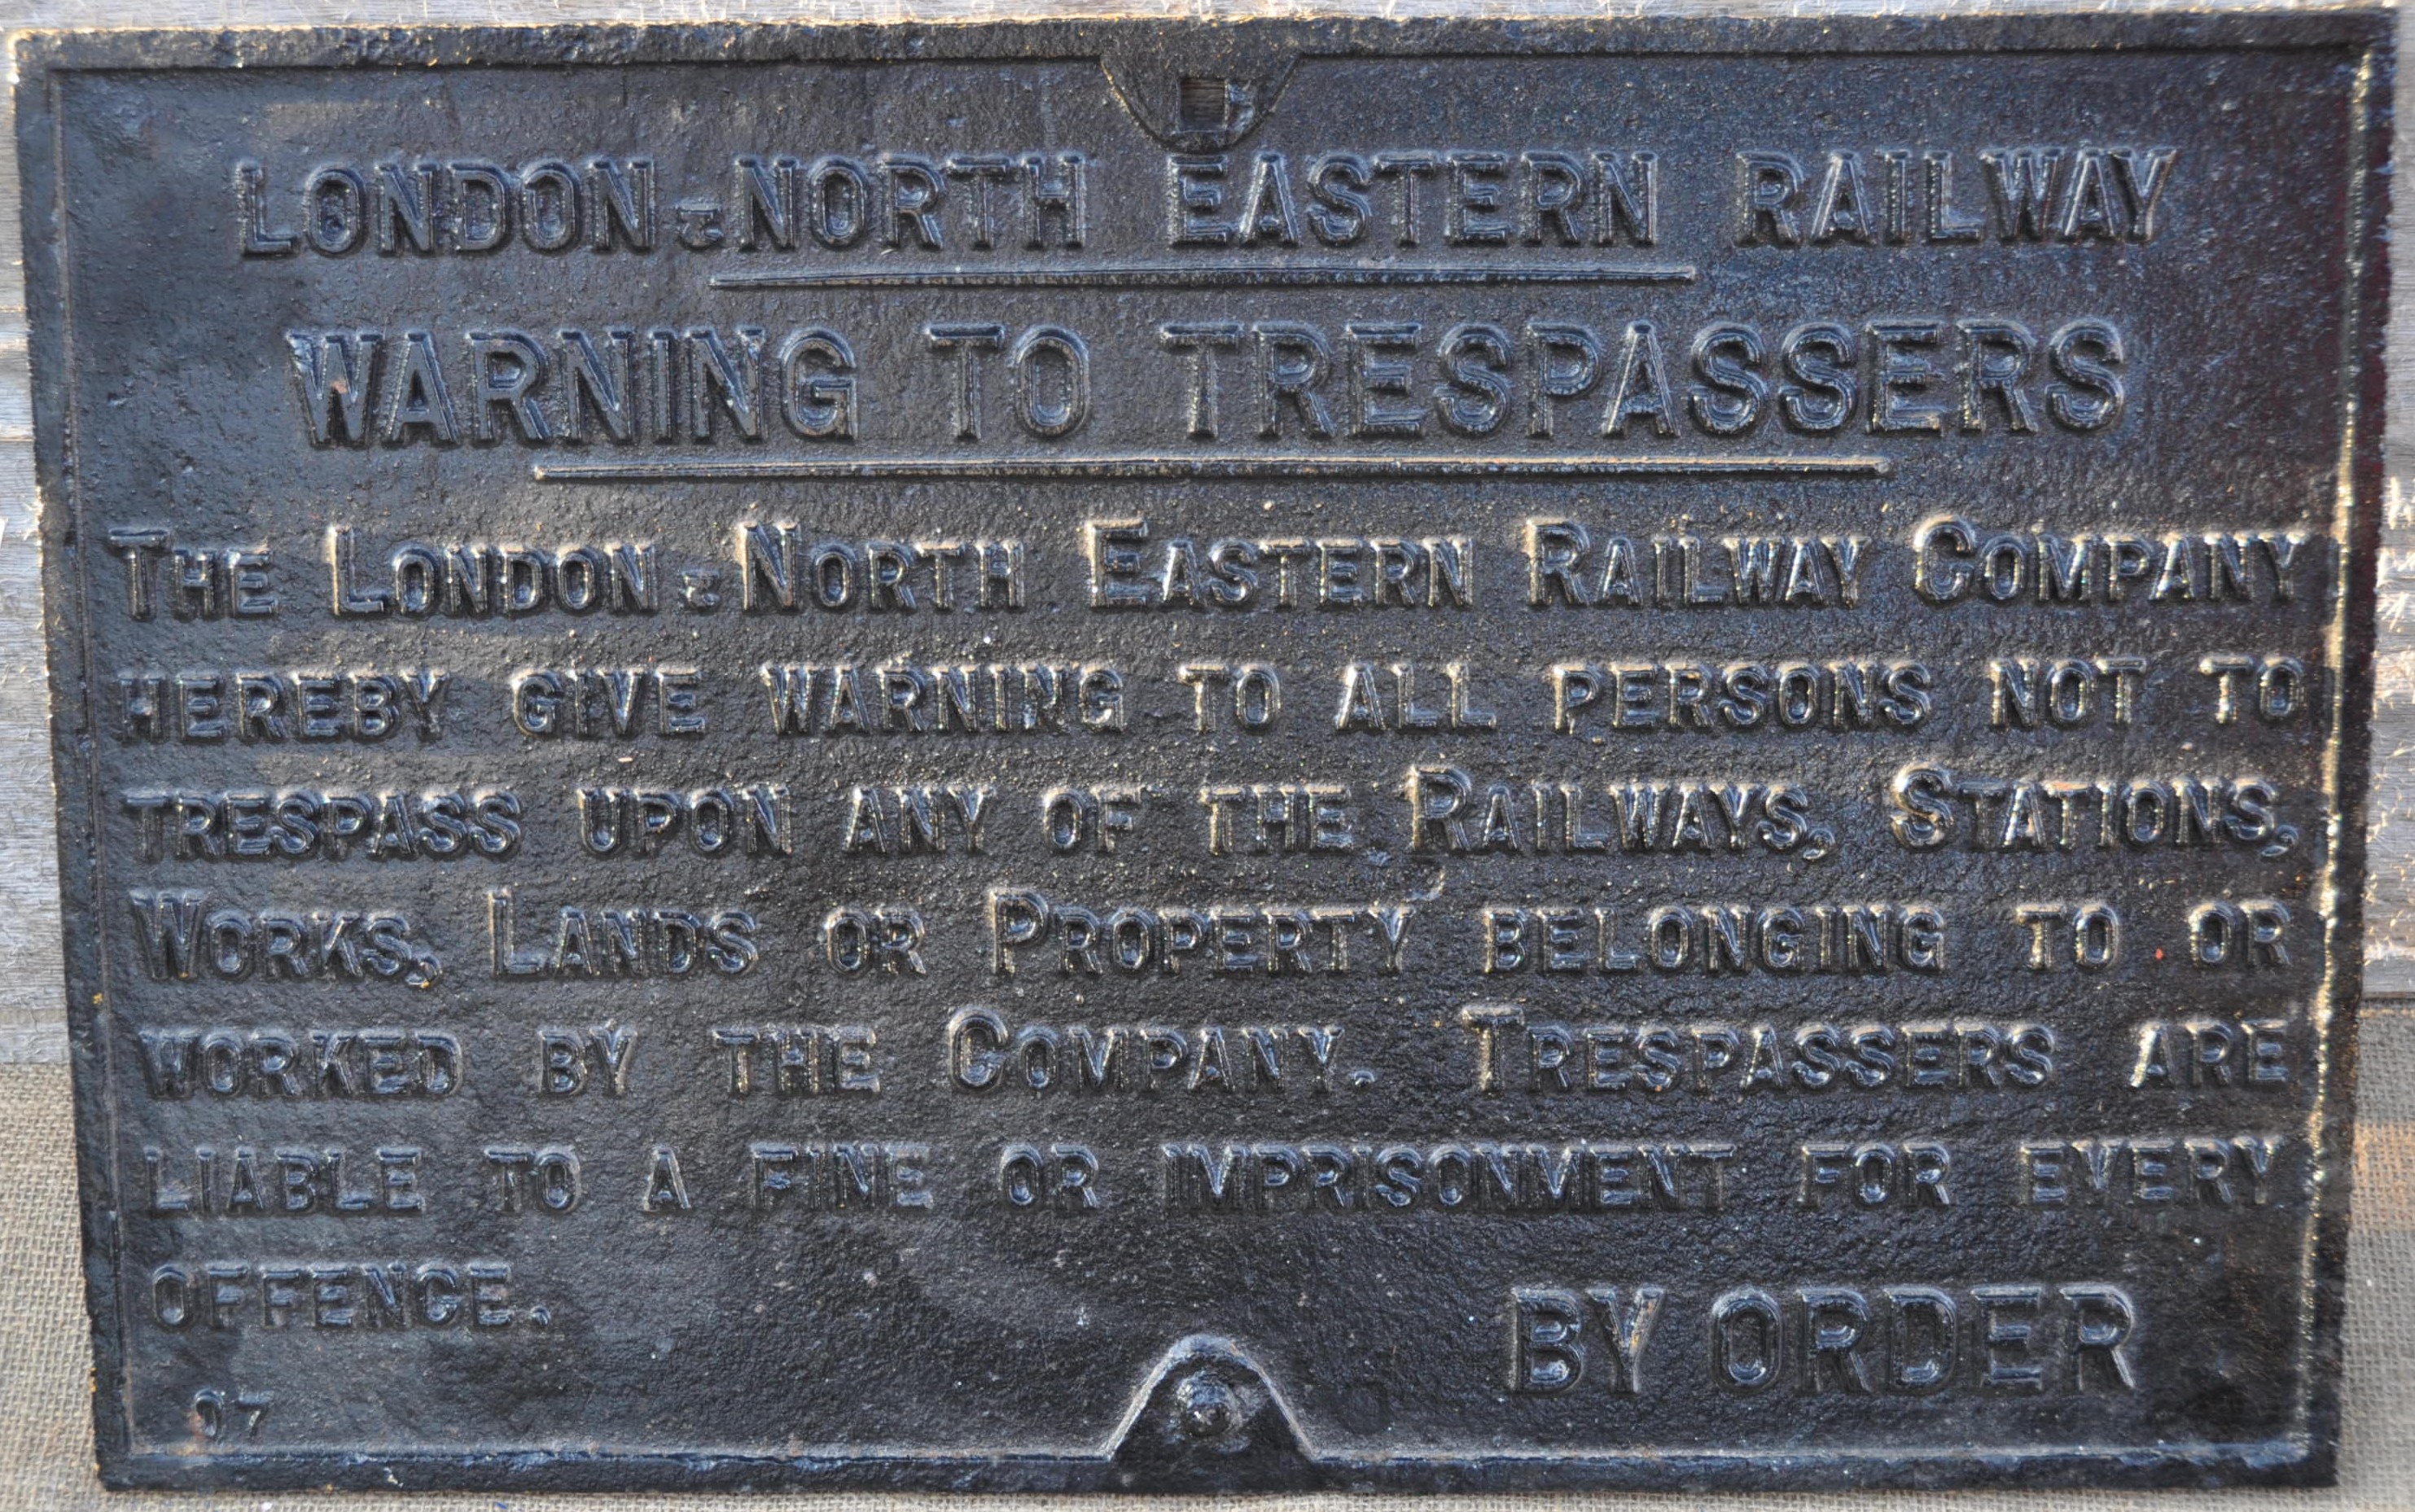 LONDON & NORTH EASTERN RAILWAY
WARNING TO TRESPASSERS
THE LONDON & NORTH EASTERN RAILWAY COMPANY
HEREBY GIVE WARNING TO ALL PERSONS NOT TO
TRESPASS UPON ANY OF THE RAILWAYS, STATIONS,
WORKS, LANDS OR PROPERTY BELONGING TO OR
WORKED BY THE COMPANY. TRESPASSERS ARE
LIABLE TO A FINE OR IMPRISONMENT FOR EVERY
OFFENCE.
BY ORDER
97